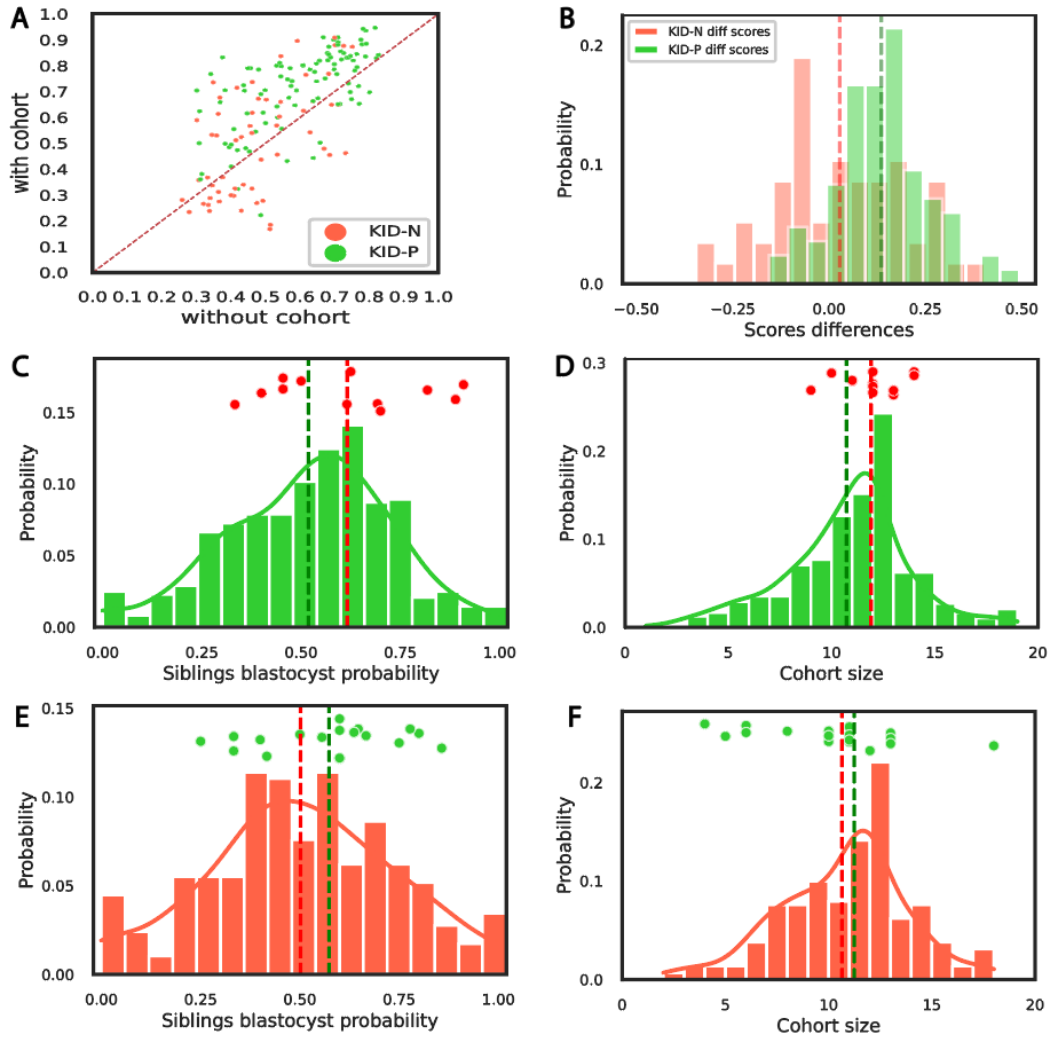 A
1.0
0.9
0.8
0.7
0.6
0.5
0.4
0.3
0.2
0.1
0.0
with cohort
KID-N
KID-P
0.0 0.1 0.2 0.3 0.4 0.5 0.6 0.7 0.8 0.9 1.0
without cohort
B
KID-N diff scores
KID-P diff scores
0.2
0.1
0.0
Probability
−0.50 −0.25 0.00 0.25 0.50
Scores differences
C
0.15
0.10
0.05
0.00
Probability
0.00 0.25 0.50 0.75 1.00
Siblings blastocyst probability
D
0.3
0.2
0.1
0.0
Probability
0 5 10 15 20
Cohort size
E
0.15
0.10
0.05
0.00
Probability
0.00 0.25 0.50 0.75 1.00
Siblings blastocyst probability
F
0.2
0.1
0.0
Probability
0 5 10 15 20
Cohort size